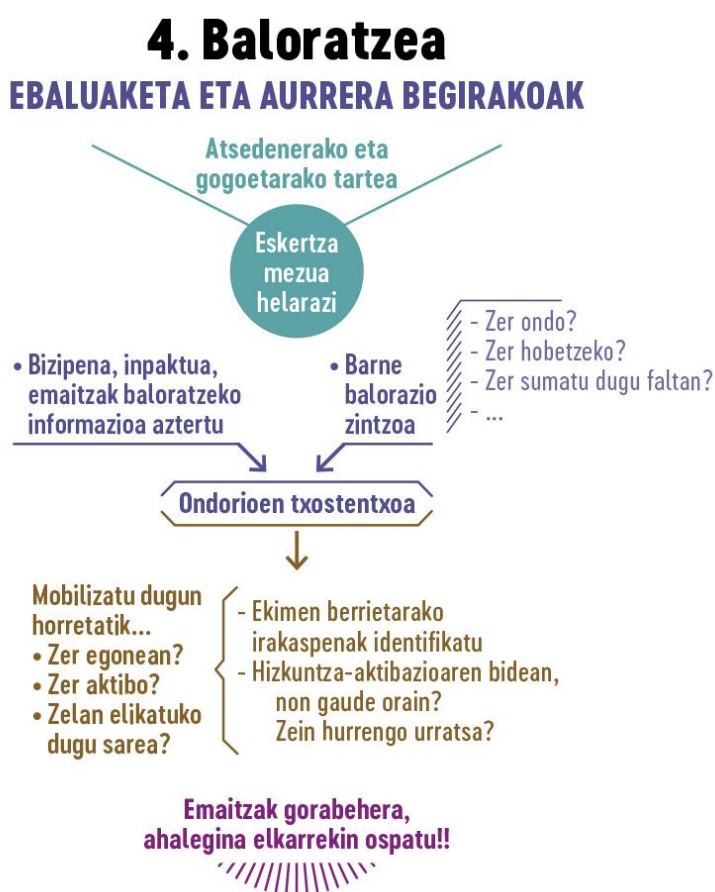 4. Baloratzea
EBALUAKETA ETA AURRERA BEGIRAKOAK
Atsedenerako eta
gogoetarako tartea
Eskertza
mezua
helarazi
• Bizipena, inpaktua,
emaitzak baloratzeko
informazioa aztertu
• Barne
balorazio
zintzoa
- Zer ondo?
- Zer hobetzeko?
- Zer sumatu dugu faltan?
- ...
Ondorioen txostentxoa
Mobilizatu dugun
horretatik...
• Zer egonean?
• Zer aktibo?
• Zelan elikatuko
dugu sarea?
- Ekimen berrietarako
irakaspenak identifikatu
- Hizkuntza-aktibazioaren bidean,
non gaude orain?
Zein hurrengo urratsa?
Emaitzak gorabehera,
ahalegina elkarrekin ospatu!!